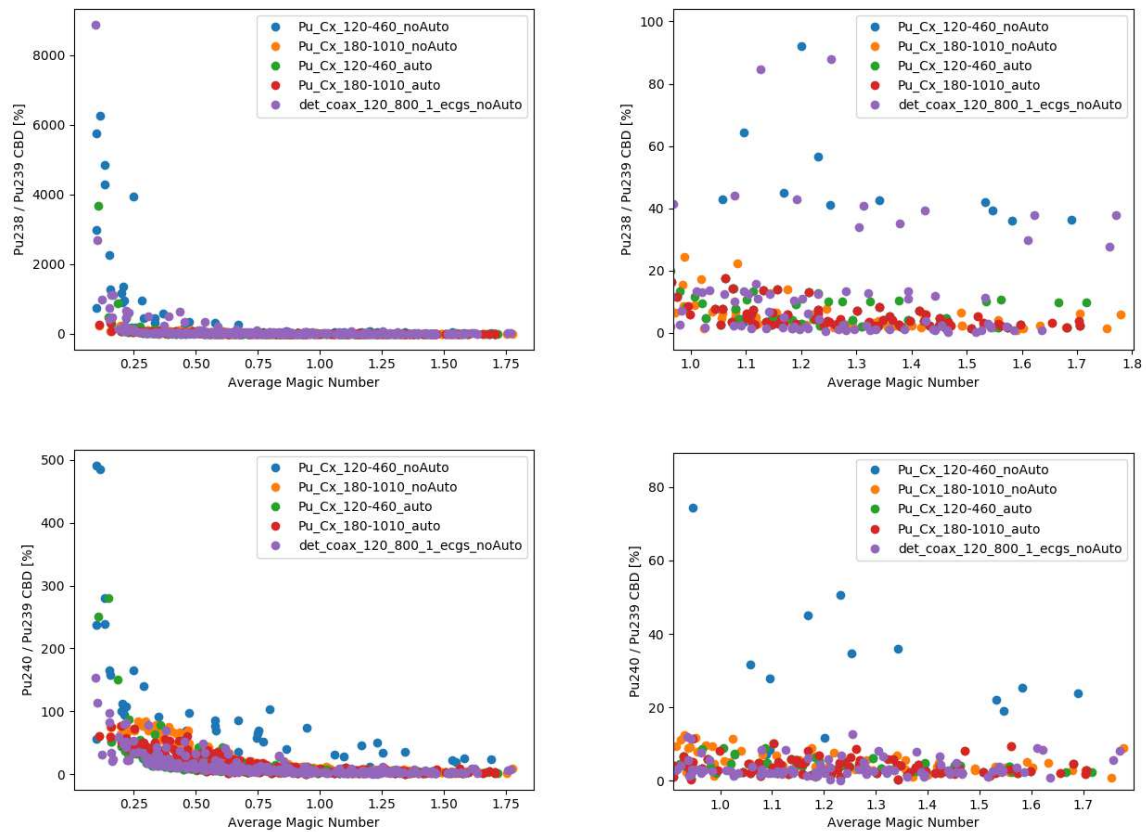 8000
6000
4000
2000
0
Pu238 / Pu239 CBD [%]
0.25 0.50 0.75 1.00 1.25 1.50 1.75
Average Magic Number
Pu_Cx_120-460_noAuto
Pu_Cx_180-1010_noAuto
Pu_Cx_120-460_auto
Pu_Cx_180-1010_auto
det_coax_120_800_1_ecgs_noAuto
100
80
60
40
20
0
Pu238 / Pu239 CBD [%]
1.0 1.1 1.2 1.3 1.4 1.5 1.6 1.7 1.8
Average Magic Number
Pu_Cx_120-460_noAuto
Pu_Cx_180-1010_noAuto
Pu_Cx_120-460_auto
Pu_Cx_180-1010_auto
det_coax_120_800_1_ecgs_noAuto
500
400
300
200
100
0
Pu240 / Pu239 CBD [%]
0.25 0.50 0.75 1.00 1.25 1.50 1.75
Average Magic Number
Pu_Cx_120-460_noAuto
Pu_Cx_180-1010_noAuto
Pu_Cx_120-460_auto
Pu_Cx_180-1010_auto
det_coax_120_800_1_ecgs_noAuto
80
60
40
20
0
Pu240 / Pu239 CBD [%]
1.0 1.1 1.2 1.3 1.4 1.5 1.6 1.7
Average Magic Number
Pu_Cx_120-460_noAuto
Pu_Cx_180-1010_noAuto
Pu_Cx_120-460_auto
Pu_Cx_180-1010_auto
det_coax_120_800_1_ecgs_noAuto